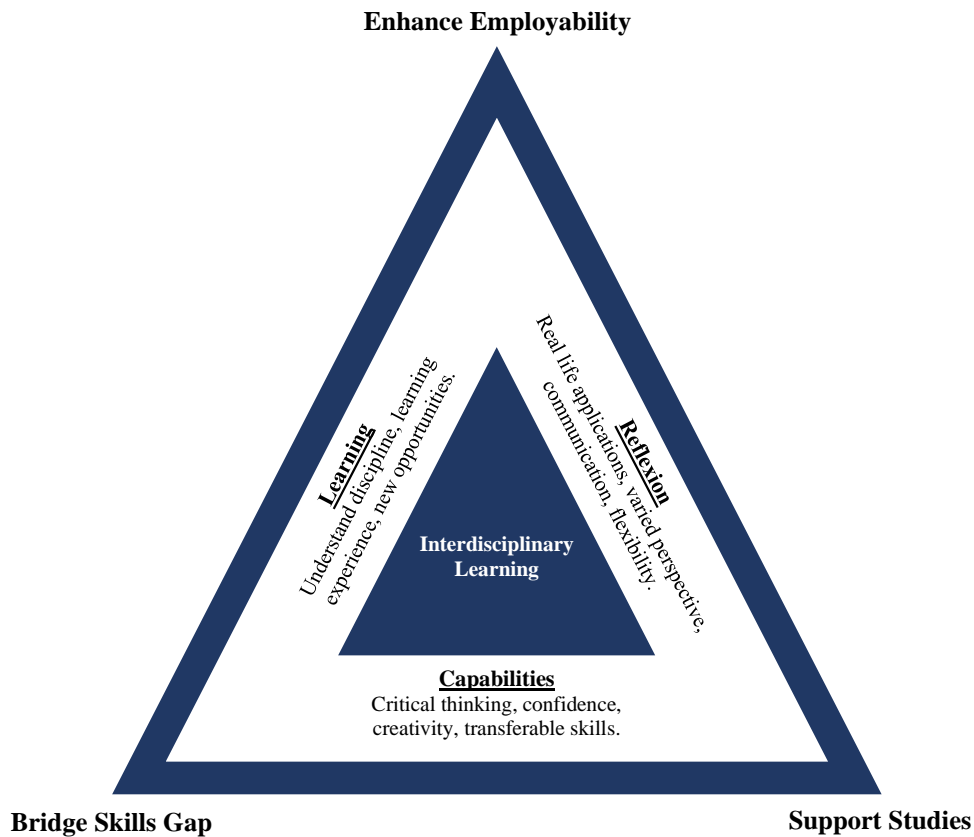 Enhance Employability
Learning
Understand discipline, learning
experience, new opportunities.
Reflexion
Real life applications, varied perspective,
communication, flexibility.
Interdisciplinary
Learning
Capabilities
Critical thinking, confidence,
creativity, transferable skills.
Bridge Skills Gap
Support Studies